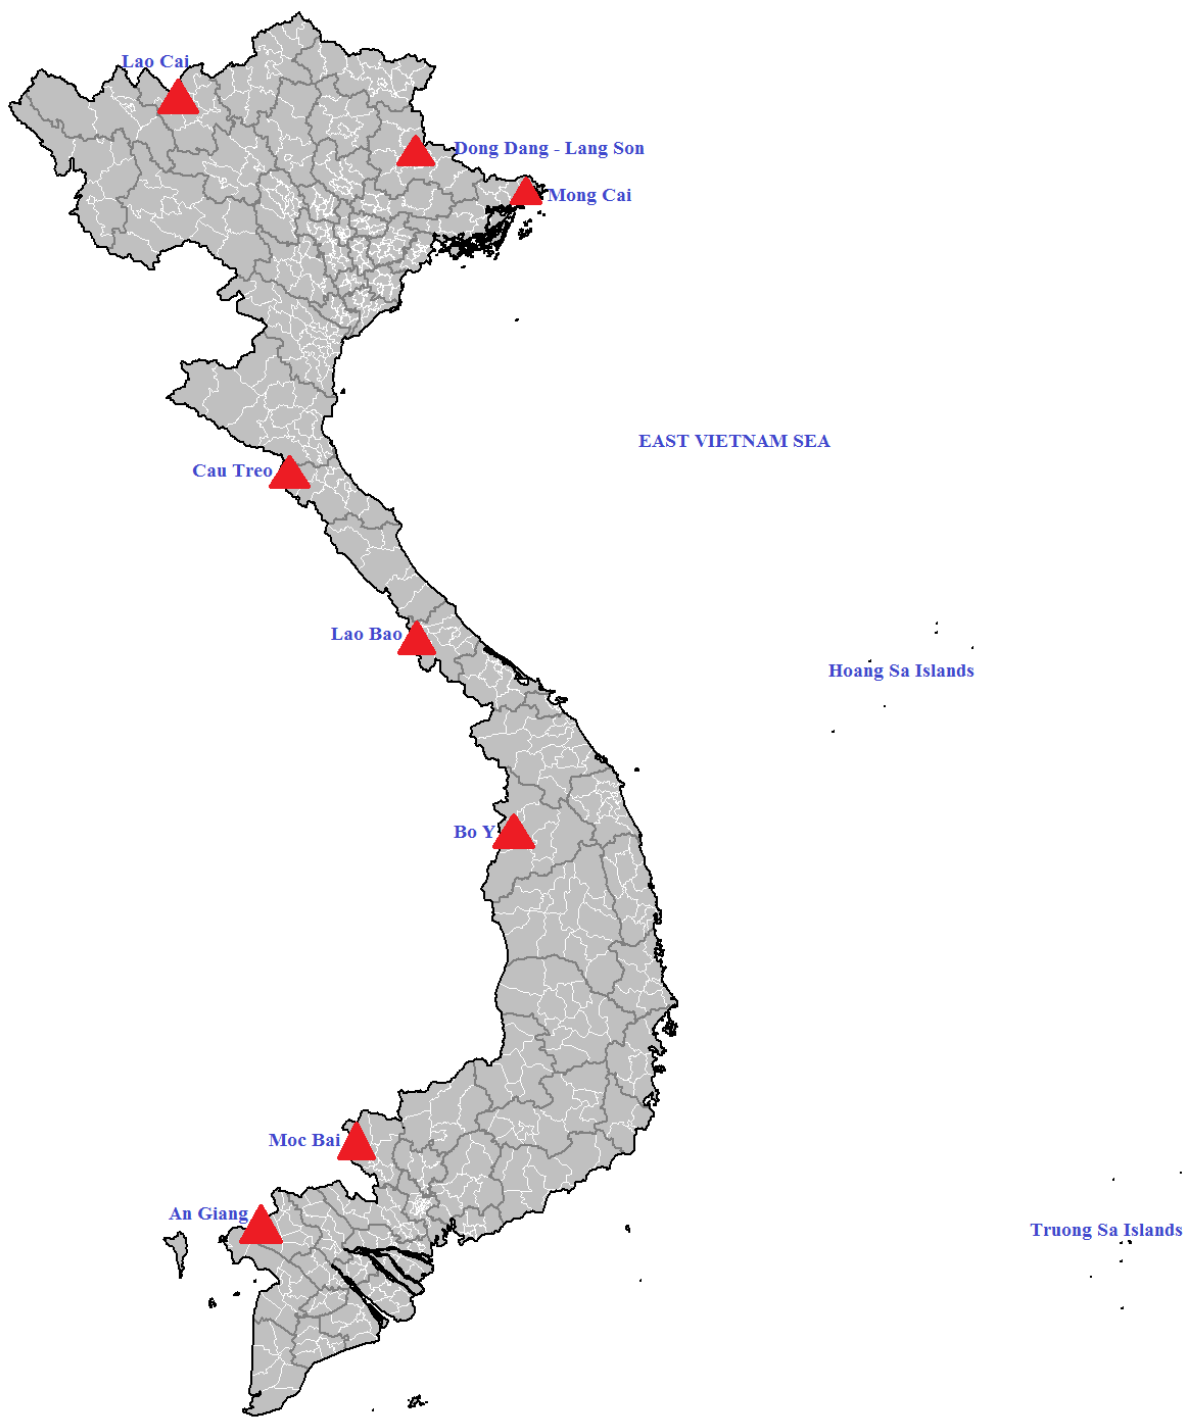 Lao Cai
Dong Dang - Lang Son
Mong Cai
EAST VIETNAM SEA
Cau Treo
Lao Bao
Hoang Sa Islands
Bo Y
Moc Bai
An Giang
Truong Sa Islands